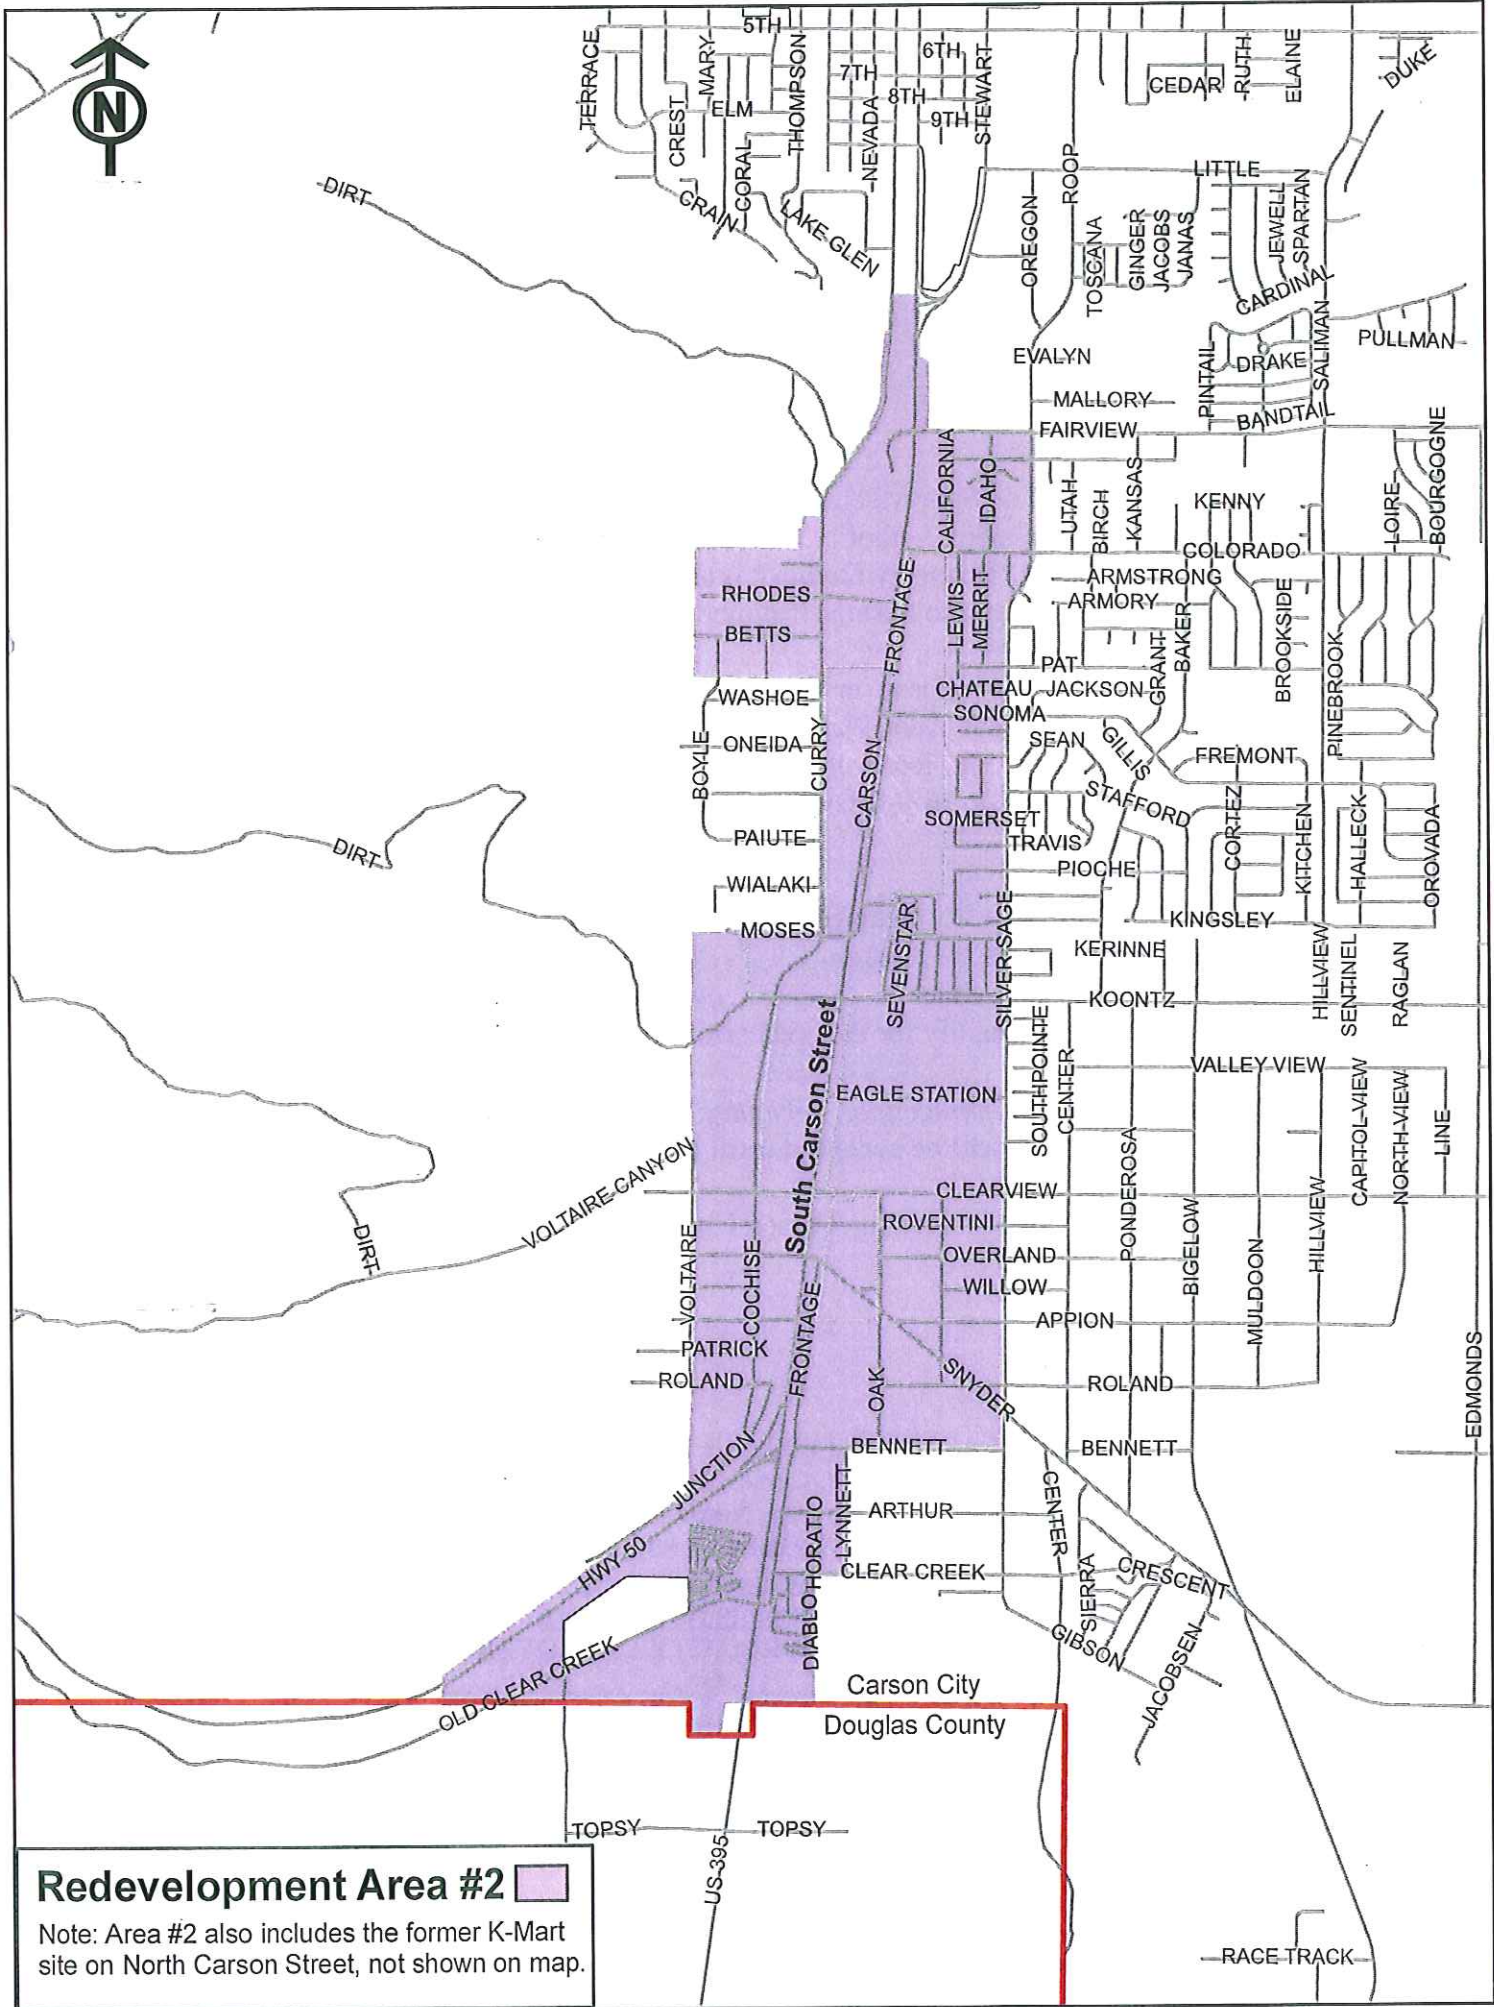 5TH
6TH
7TH
8TH
9TH
TERRACE
CREST
MARY
ELM
CORAL
THOMPSON
NEVADA
STEWART
CEDAR
RUTH
ELAINE
DUKE
N
DIRT
CRAIN
LAKE GLEN
ROOP
LITTLE
OREGON
TOSCANA
GINGER
JACOBS
JANAS
JEWELL
SPARTAN
CARDINAL
SALIMAN
PULLMAN
EVALYN
PINTAIL
DRAKE
MALLORY
BANDTAIL
FAIRVIEW
CALIFORNIA
IDAHO
UTAH
BIRCH
KANSAS
KENNY
LOIRE
BOURGOGNE
COLORADO
RHODES
BETTS
FRONTAGE
LEWIS
MERRIT
ARMSTRONG
ARMORY
BROOKSIDE
PINEBROOK
PAT
GRANT
BAKER
WASHOE
CHATEAU
JACKSON
SONOMA
BOYLE
ONEIDA
CURRY
CARSON
SEAN
GILLIS
FREMONT
STAFFORD
CORTEZ
KITCHEN
HALLECK
OROVADA
DIRT
PAIUTE
SOMERSET
TRAVIS
PIOCHE
WIALAKI
MOSES
SEVENSTAR
SILVER SAGE
KINGSLEY
KERINNE
HILLVIEW
SENTINEL
RAGLAN
KOONTZ
South Carson Street
EAGLE STATION
SOUTHPOINTE
CENTER
VALLEY VIEW
CAPITOL VIEW
NORTH VIEW
LINE
PONDEROSA
VOLTAIRE CANYON
DIRT
CLEARVIEW
ROVENTINI
VOLTAIRE
COCHISE
OVERLAND
WILLOW
BIGELOW
MULDOON
HILLVIEW
APPION
PATRICK
ROLAND
FRONTAGE
OAK
SNYDER
ROLAND
EDMONDS
JUNCTION
BENNETT
BENNETT
HWY 50
LYNNETT
ARTHUR
CENTER
DIABLO
HORATIO
CLEAR CREEK
SIERRA
CRESCENT
GIBSON
JACOBSEN
OLD CLEAR CREEK
Carson City
Douglas County
TOPSY
TOPSY
US-395
RACE TRACK
Redevelopment Area #2
Note: Area #2 also includes the former K-Mart
site on North Carson Street, not shown on map.